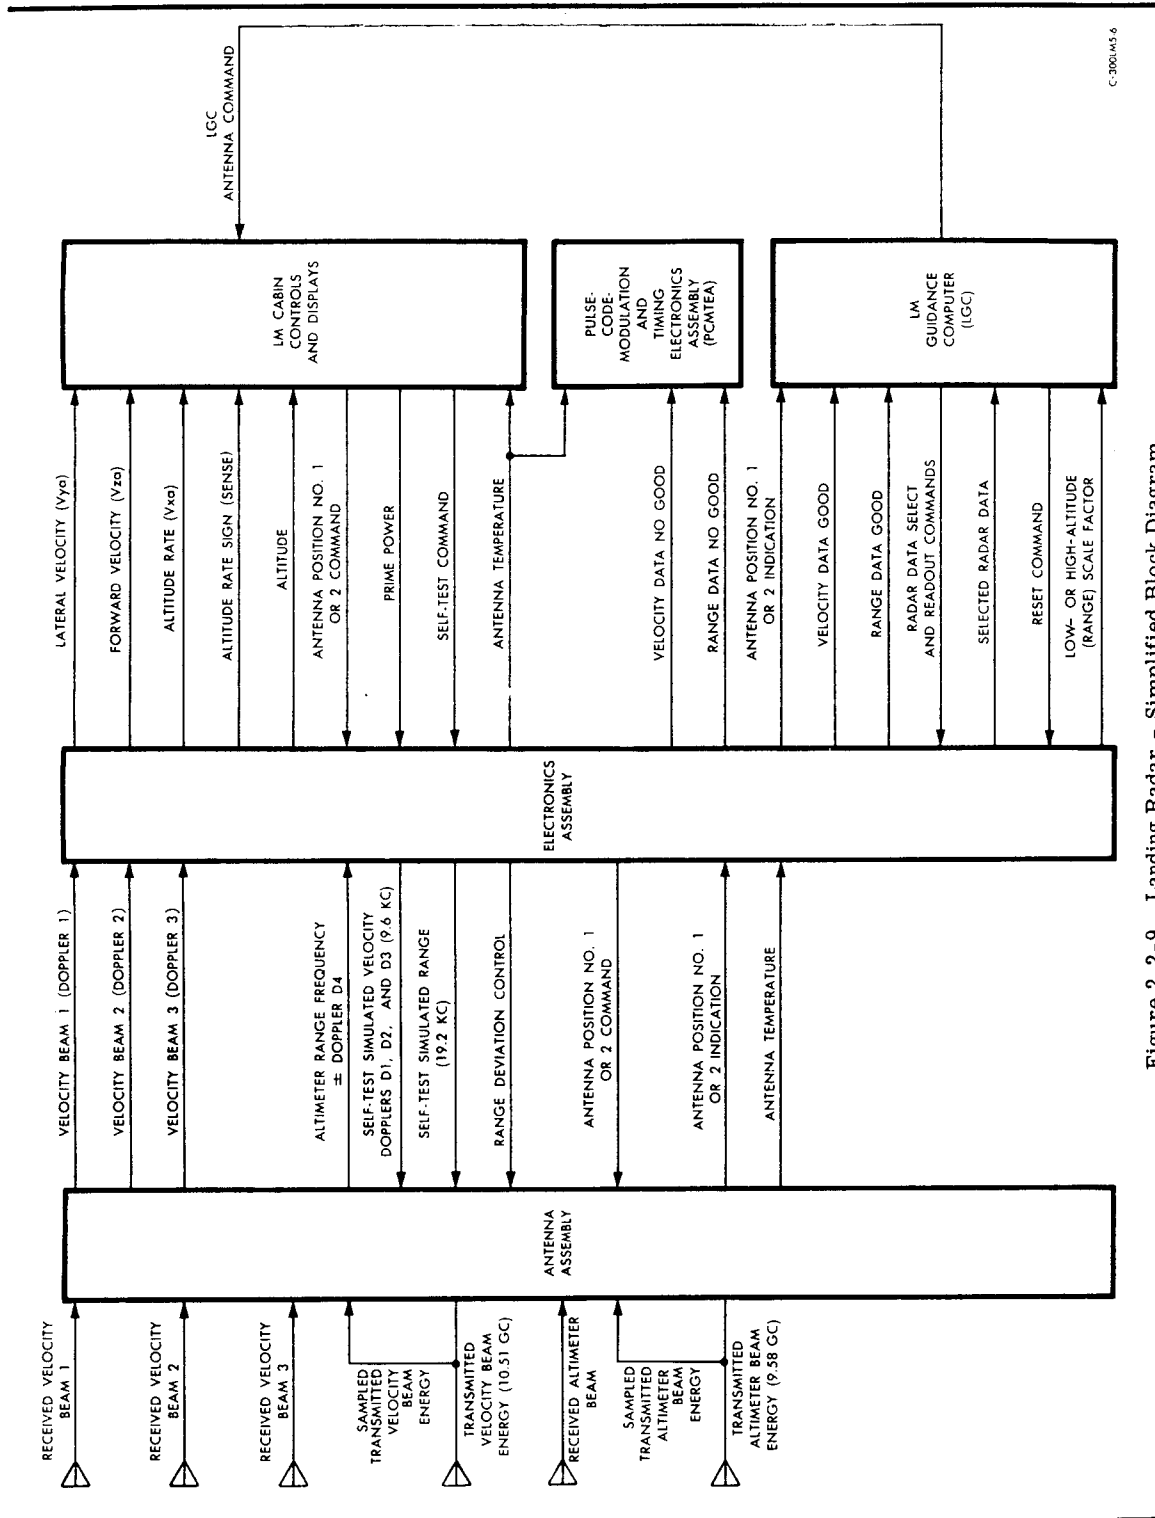 RECEIVED VELOCITY
BEAM 1
RECEIVED VELOCITY
BEAM 2
RECEIVED VELOCITY
BEAM 3
SAMPLED
TRANSMITTED
VELOCITY
BEAM
ENERGY
TRANSMITTED
VELOCITY BEAM
ENERGY (10.51 GC)
RECEIVED ALTIMETER
BEAM
SAMPLED
TRANSMITTED
ALTIMETER
BEAM
ENERGY
TRANSMITTED
ALTIMETER BEAM
ENERGY (9.58 GC)
ANTENNA
ASSEMBLY
VELOCITY BEAM 1 (DOPPLER 1)
VELOCITY BEAM 2 (DOPPLER 2)
VELOCITY BEAM 3 (DOPPLER 3)
ALTIMETER RANGE FREQUENCY
± DOPPLER D4
SELF-TEST SIMULATED VELOCITY
DOPPLERS D1, D2, AND D3 (9.6 KC)
SELF-TEST SIMULATED RANGE
(19.2 KC)
RANGE DEVIATION CONTROL
ANTENNA POSITION NO. 1
OR 2 COMMAND
ANTENNA POSITION NO. 1
OR 2 INDICATION
ANTENNA TEMPERATURE
ELECTRONICS
ASSEMBLY
LATERAL VELOCITY (Vya)
FORWARD VELOCITY (Vza)
ALTITUDE RATE (Vxa)
ALTITUDE RATE SIGN (SENSE)
ALTITUDE
ANTENNA POSITION NO. 1
OR 2 COMMAND
PRIME POWER
SELF-TEST COMMAND
ANTENNA TEMPERATURE
VELOCITY DATA NO GOOD
RANGE DATA NO GOOD
ANTENNA POSITION NO. 1
OR 2 INDICATION
VELOCITY DATA GOOD
RANGE DATA GOOD
RADAR DATA SELECT
AND READOUT COMMANDS
SELECTED RADAR DATA
RESET COMMAND
LOW- OR HIGH-ALTITUDE
(RANGE) SCALE FACTOR
LM CABIN
CONTROLS
AND DISPLAYS
PULSE-
CODE-
MODULATION
AND
TIMING
ELECTRONICS
ASSEMBLY
(PCMTEA)
LM
GUIDANCE
COMPUTER
(LGC)
LGC
ANTENNA COMMAND
C-300LM5-6
Figure 2.2-9. Landing Radar - Simplified Block Diagram